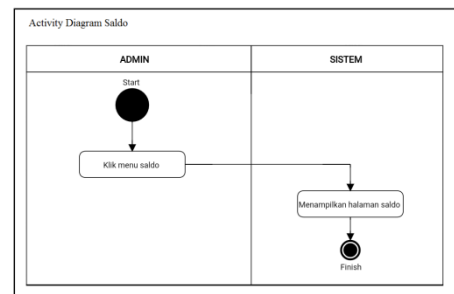 Activity Diagram Saldo
ADMIN
SISTEM
Start
Klik menu saldo
Menampilkan halaman saldo
Finish